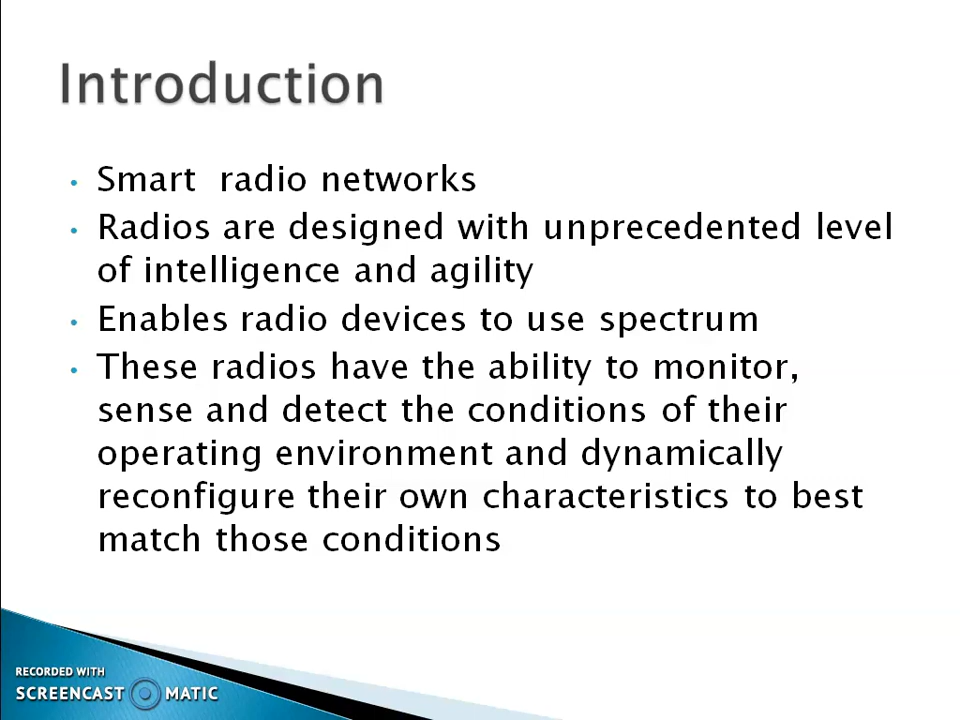 Introduction
• Smart  radio networks
• Radios are designed with unprecedented level
of intelligence and agility
• Enables radio devices to use spectrum
• These radios have the ability to monitor,
sense and detect the conditions of their
operating environment and dynamically
reconfigure their own characteristics to best
match those conditions
RECORDED WITH
SCREENCAST MATIC